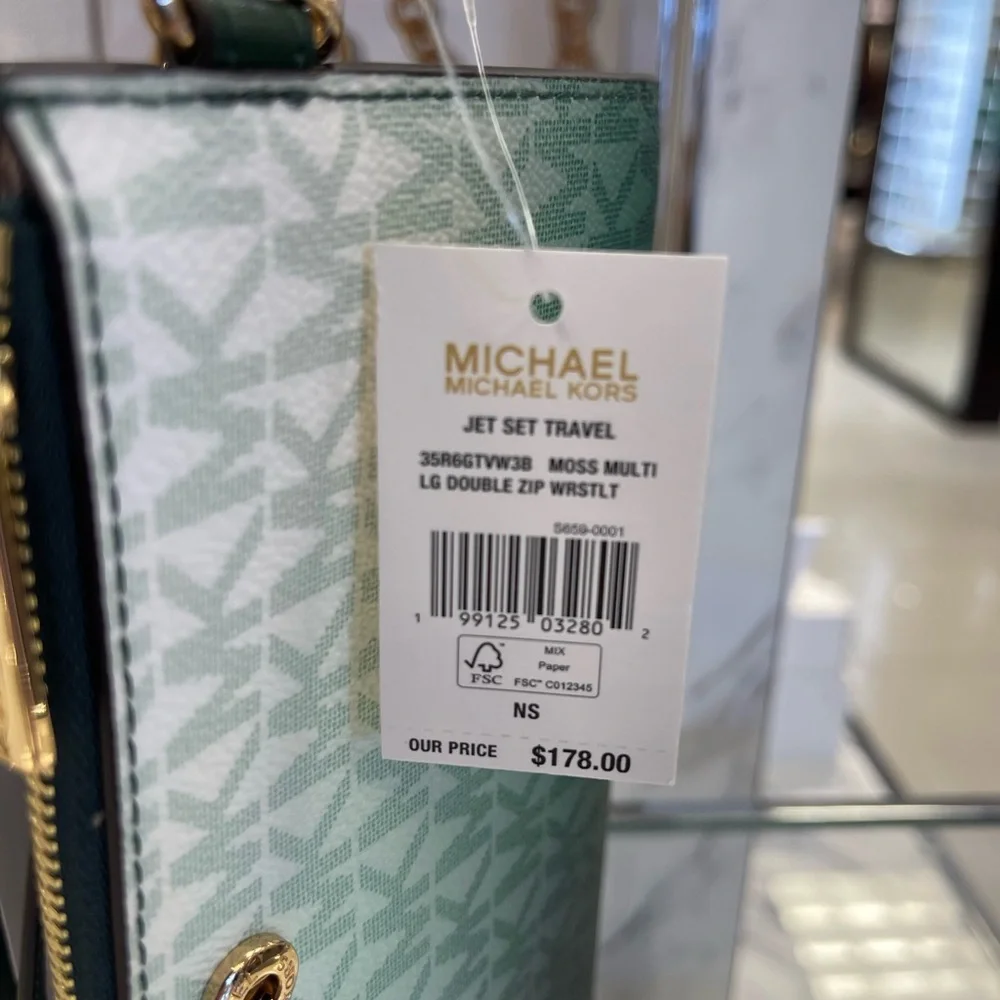 MICHAEL
MICHAEL KORS
JET SET TRAVEL
35R6GTVW3B MOSS MULTI
LG DOUBLE ZIP WRSTLT
S659-0001
1 99125 03280 2
MIX
Paper
FSC™ FSC™ C012345
NS
OUR PRICE $178.00